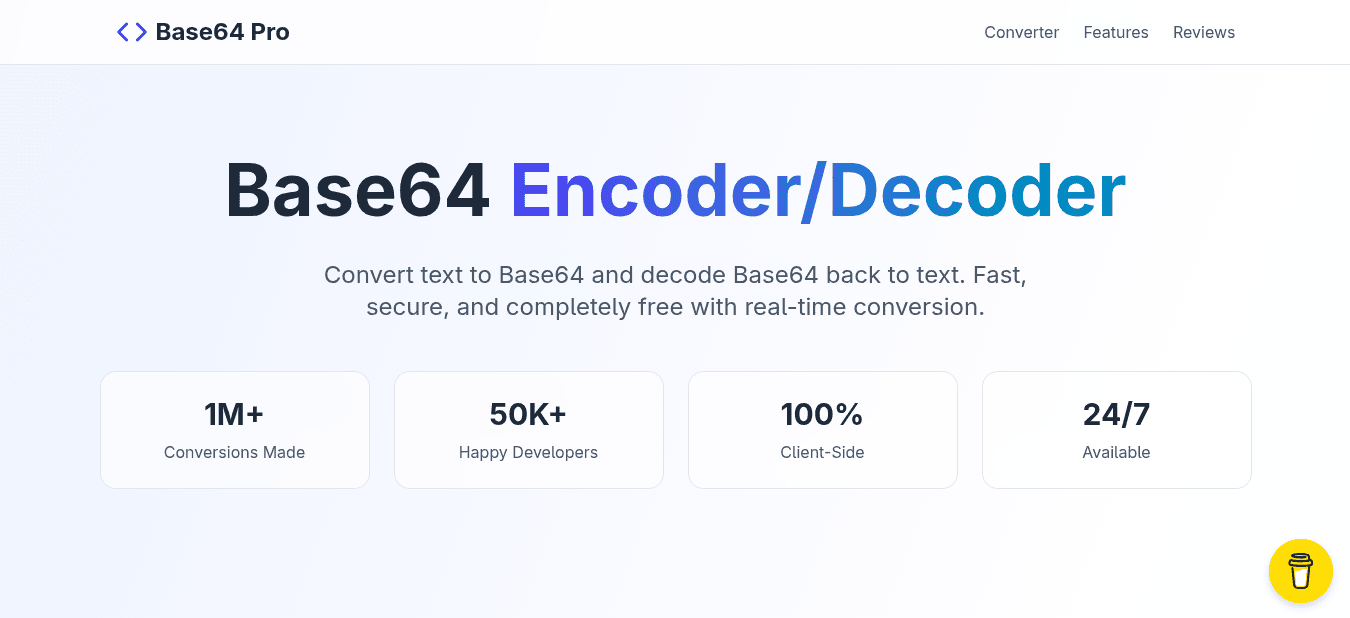 Base64 Pro
Converter
Features
Reviews
Base64 Encoder/Decoder
Convert text to Base64 and decode Base64 back to text. Fast,
secure, and completely free with real-time conversion.
1M+
Conversions Made
50K+
Happy Developers
100%
Client-Side
24/7
Available